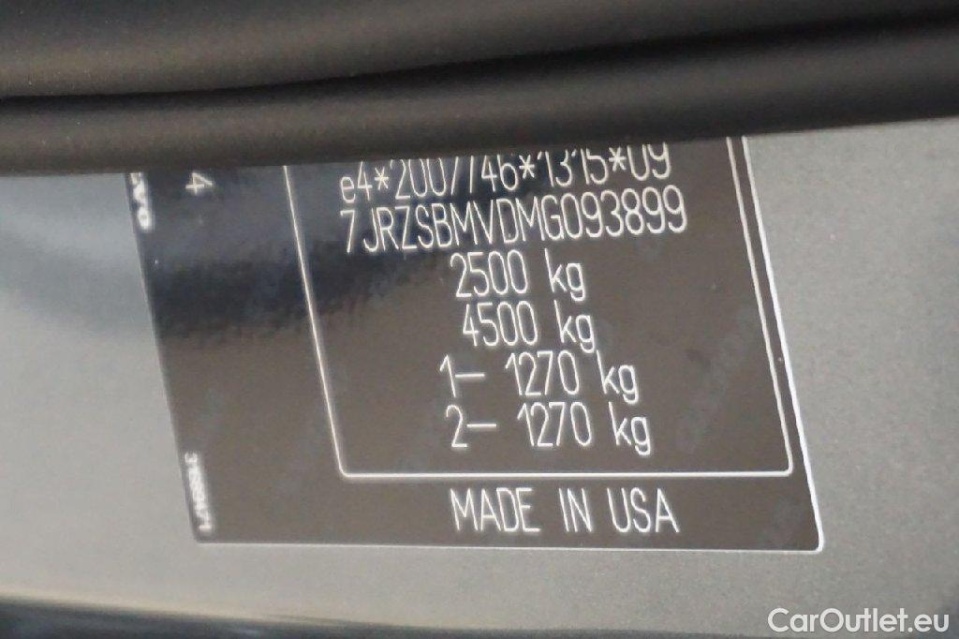 e4*2007/46*1315*09
7JRZSBMVDMG093899
2500 kg
4500 kg
1– 1270 kg
2– 1270 kg
MADE IN USA
4
CarOutlet.eu